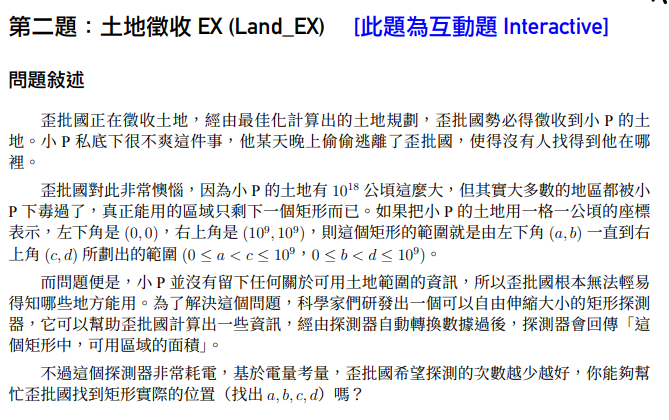 第二題：土地徵收 EX (Land_EX) [此題為互動題 Interactive]
問題敘述
歪批國正在徵收土地，經由最佳化計算出的土地規劃，歪批國勢必得徵收到小 P 的土
地。小 P 私底下很不爽這件事，他某天晚上偷偷逃離了歪批國，使得沒有人找得到他在哪
裡。
歪批國對此非常懊惱，因為小 P 的土地有 10^18 公頃這麼大，但其實大多數的地區都被小
P 下毒過了，真正能用的區域只剩下一個矩形而已。如果把小 P 的土地用一格一公頃的座標
表示，左下角是 (0, 0)，右上角是 (10^9, 10^9)，則這個矩形的範圍就是由左下角 (a, b) 一直到右
上角 (c, d) 所劃出的範圍 (0 ≤ a < c ≤ 10^9，0 ≤ b < d ≤ 10^9)。
而問題便是，小 P 並沒有留下任何關於可用土地範圍的資訊，所以歪批國根本無法輕易
得知哪些地方能用。為了解決這個問題，科學家們研發出一個可以自由伸縮大小的矩形探測
器，它可以幫助歪批國計算出一些資訊，經由探測器自動轉換數據過後，探測器會回傳「這
個矩形中，可用區域的面積」。
不過這個探測器非常耗電，基於電量考量，歪批國希望探測的次數越少越好，你能夠幫
忙歪批國找到矩形實際的位置（找出 a, b, c, d）嗎？